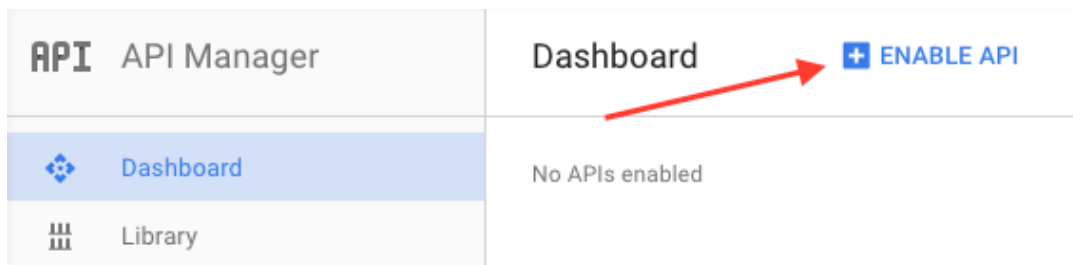 API API Manager
Dashboard ENABLE API
Dashboard
No APIs enabled
Library